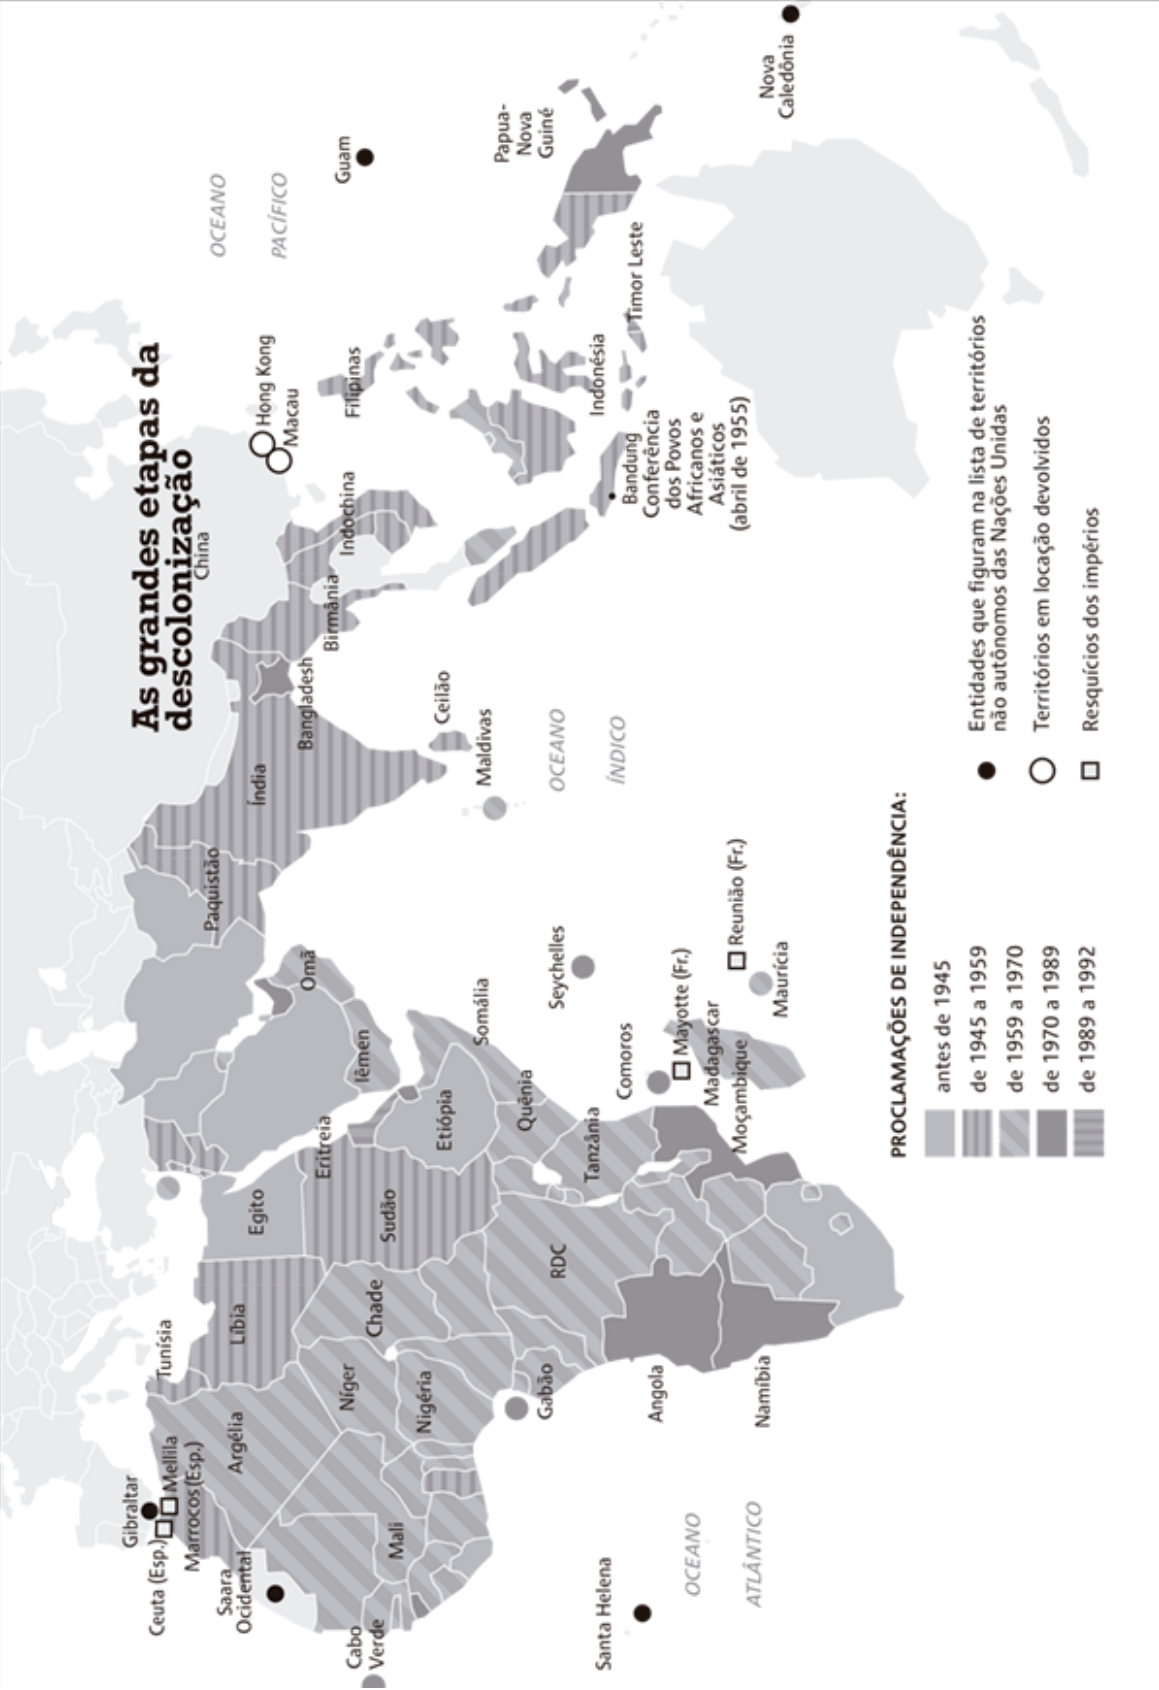 As grandes etapas da
descolonização
China
Hong Kong
Macau
OCEANO
PACÍFICO
Guam
Papua-
Nova
Guiné
Nova
Caledônia
Filipinas
Indochina
Birmânia
Bangladesh
Índia
Paquistão
Ceilão
Maldivas
OCEANO
ÍNDICO
Indonésia
Timor Leste
Bandung
Conferência
dos Povos
Africanos e
Asiáticos
(abril de 1955)
Omã
Iêmen
Somália
Seychelles
Comoros
Mayotte (Fr.)
Reunião (Fr.)
Maurícia
Madagascar
Moçambique
Eritreia
Etiópia
Quênia
Tanzânia
Egito
Sudão
RDC
Líbia
Chade
Tunísia
Níger
Nigéria
Gabão
Angola
Namíbia
Argélia
Mali
Gibraltar
Ceuta (Esp.)
Mellila
Marrocos (Esp.)
Saara
Ocidental
Cabo
Verde
Santa Helena
OCEANO
ATLÂNTICO
PROCLAMAÇÕES DE INDEPENDÊNCIA:
antes de 1945
de 1945 a 1959
de 1959 a 1970
de 1970 a 1989
de 1989 a 1992
Entidades que figuram na lista de territórios
não autônomos das Nações Unidas
Territórios em locação devolvidos
Resquícios dos impérios